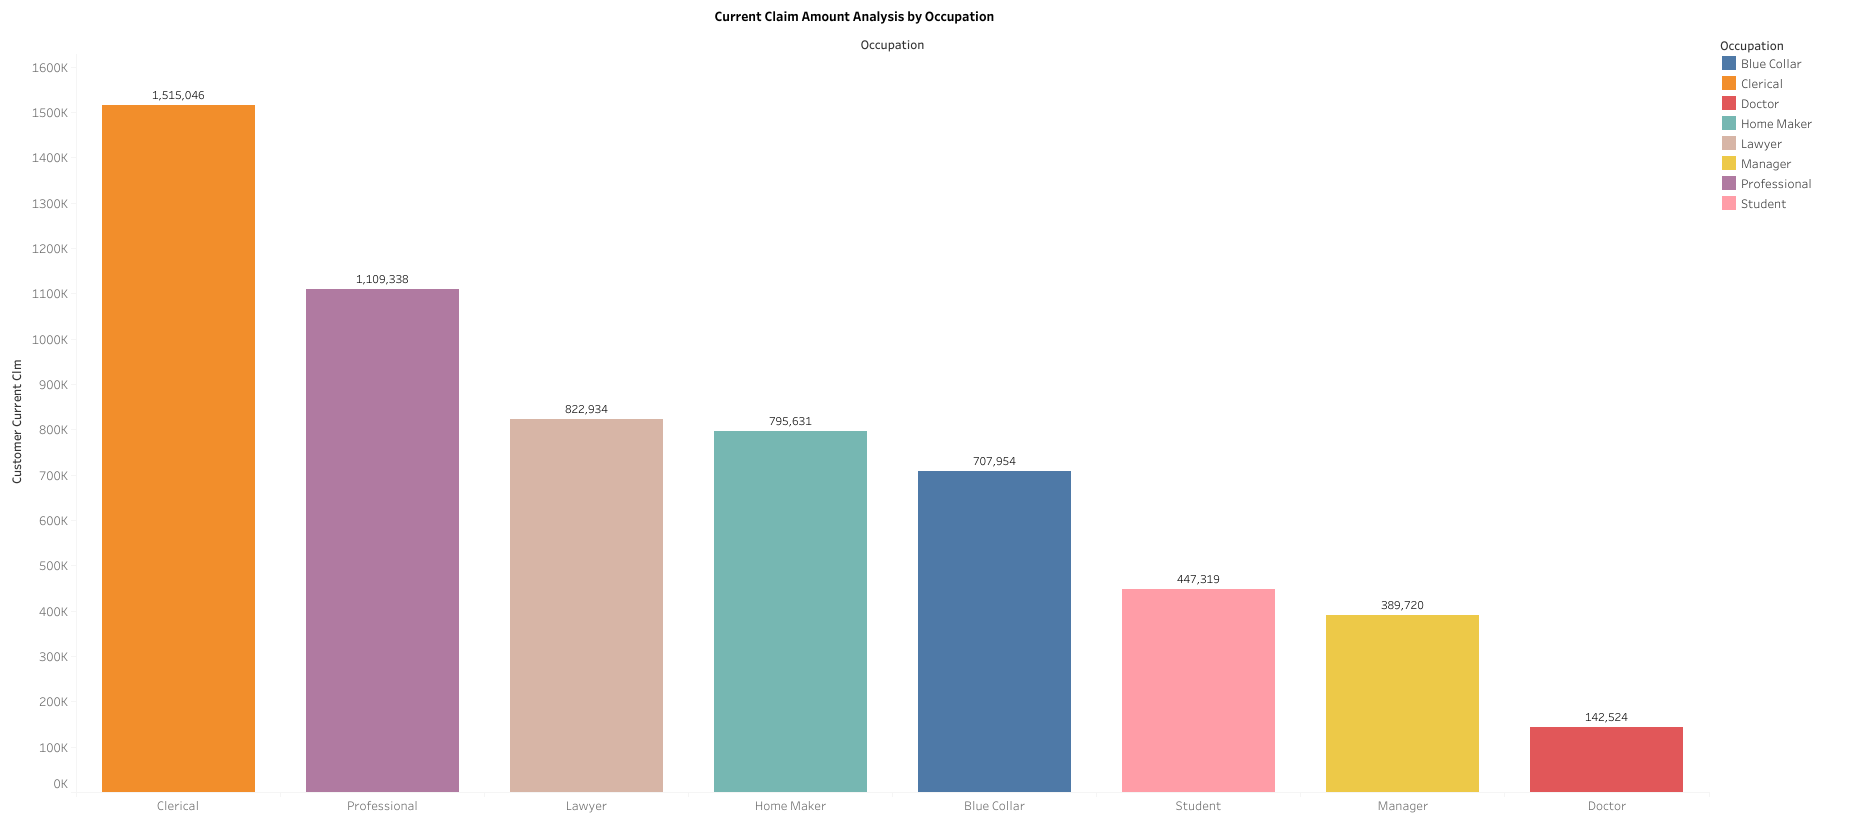 Current Claim Amount Analysis by Occupation
Occupation
Customer Current Clm
1600K
1500K
1400K
1300K
1200K
1100K
1000K
900K
800K
700K
600K
500K
400K
300K
200K
100K
0K
1,515,046
1,109,338
822,934
795,631
707,954
447,319
389,720
142,524
Clerical
Professional
Lawyer
Home Maker
Blue Collar
Student
Manager
Doctor
Occupation
Blue Collar
Clerical
Doctor
Home Maker
Lawyer
Manager
Professional
Student